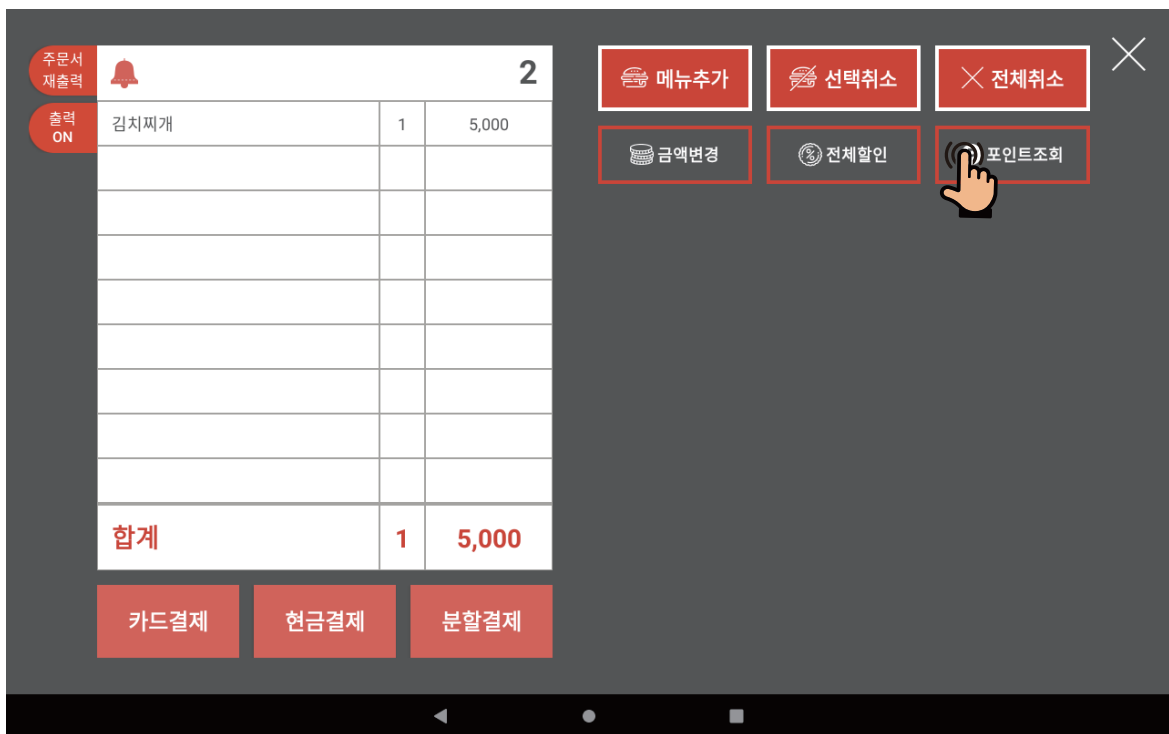 주문서
재출력
출력
ON
2
김치찌개 1 5,000
합계 1 5,000
카드결제 현금결제 분할결제
메뉴추가 선택취소 전체취소
금액변경 전체할인 포인트조회